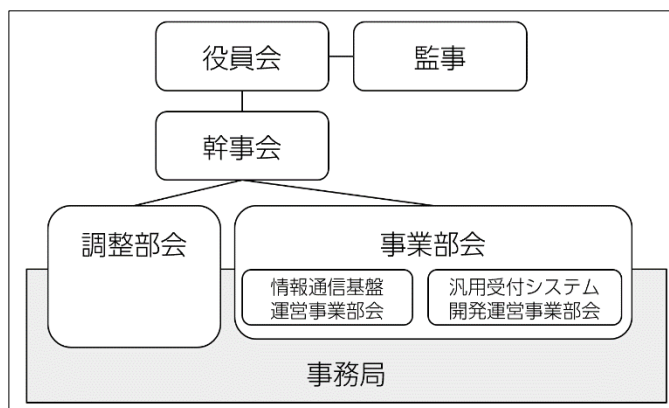 役員会
監事
幹事会
調整部会
事業部会
情報通信基盤
運営事業部会
汎用受付システム
開発運営事業部会
事務局